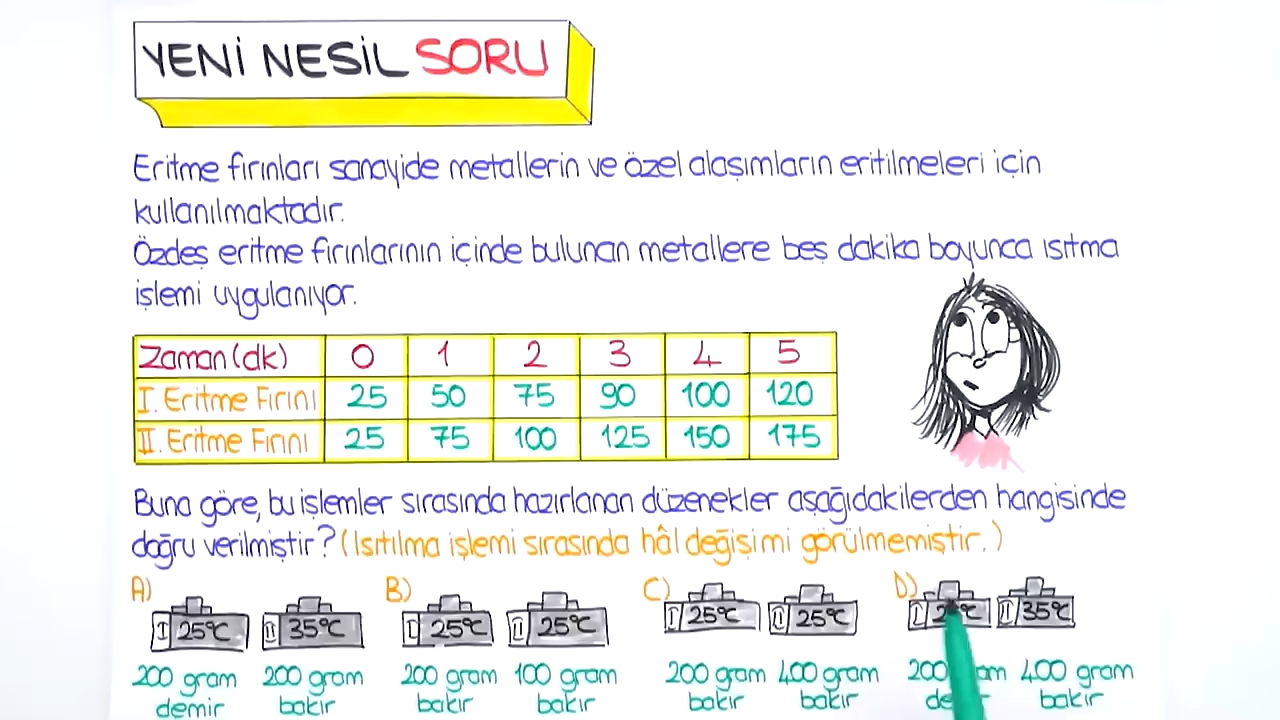 YENİ NESİL SORU
Eritme fırınları sanayide metallerin ve özel alaşımların eritilmeleri için
kullanılmaktadır.
Özdeş eritme fırınlarının içinde bulunan metallere beş dakika boyunca ısıtma
işlemi uygulanıyor.
Zaman(dk) 0 1 2 3 4 5
I. Eritme Fırını 25 50 75 90 100 120
II. Eritme Fırını 25 75 100 125 150 175
Buna göre, bu işlemler sırasında hazırlanan düzenekler aşağıdakilerden hangisinde
doğru verilmiştir? (Isıtılma işlemi sırasında hâl değişimi görülmemiştir.)
A) B) C) D)
I 25°C II 35°C I 25°C II 25°C I 25°C II 25°C I II 35°C
200 gram 200 gram 200 gram 100 gram 200 gram 400 gram 200 400 gram
demir bakır bakır bakır bakır bakır bakır